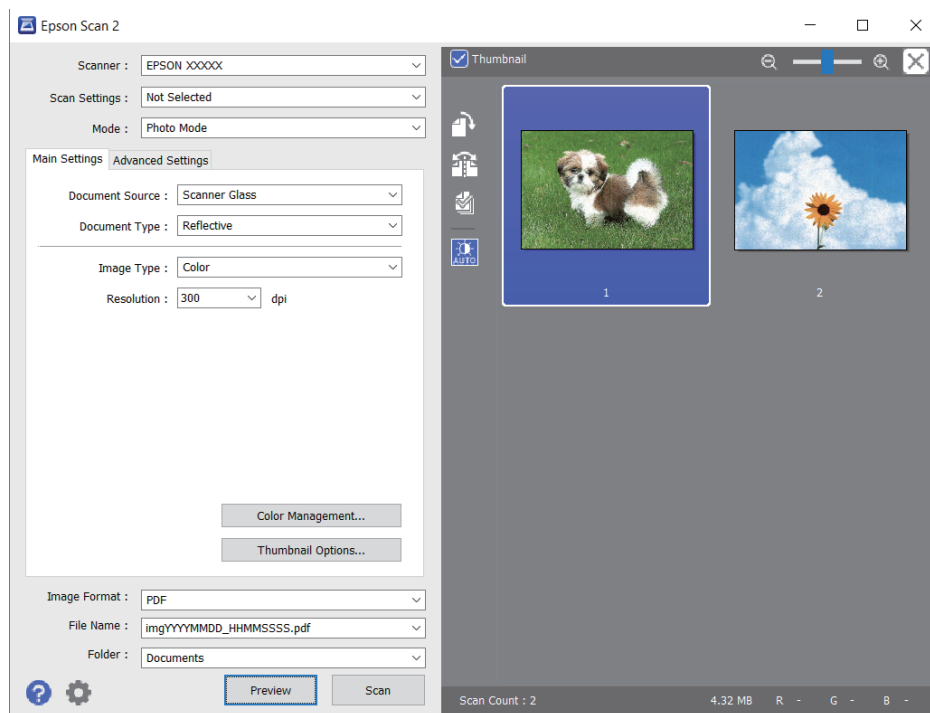 Epson Scan 2
Scanner : EPSON XXXXX
Scan Settings : Not Selected
Mode : Photo Mode
Main Settings Advanced Settings
Document Source : Scanner Glass
Document Type : Reflective
Image Type : Color
Resolution : 300 dpi
Color Management...
Thumbnail Options...
Image Format : PDF
File Name : imgYYYYMMDD_HHMMSSSS.pdf
Folder : Documents
? Preview Scan
Thumbnail
AUTO
1 2
Scan Count : 2 4.32 MB R - G - B -